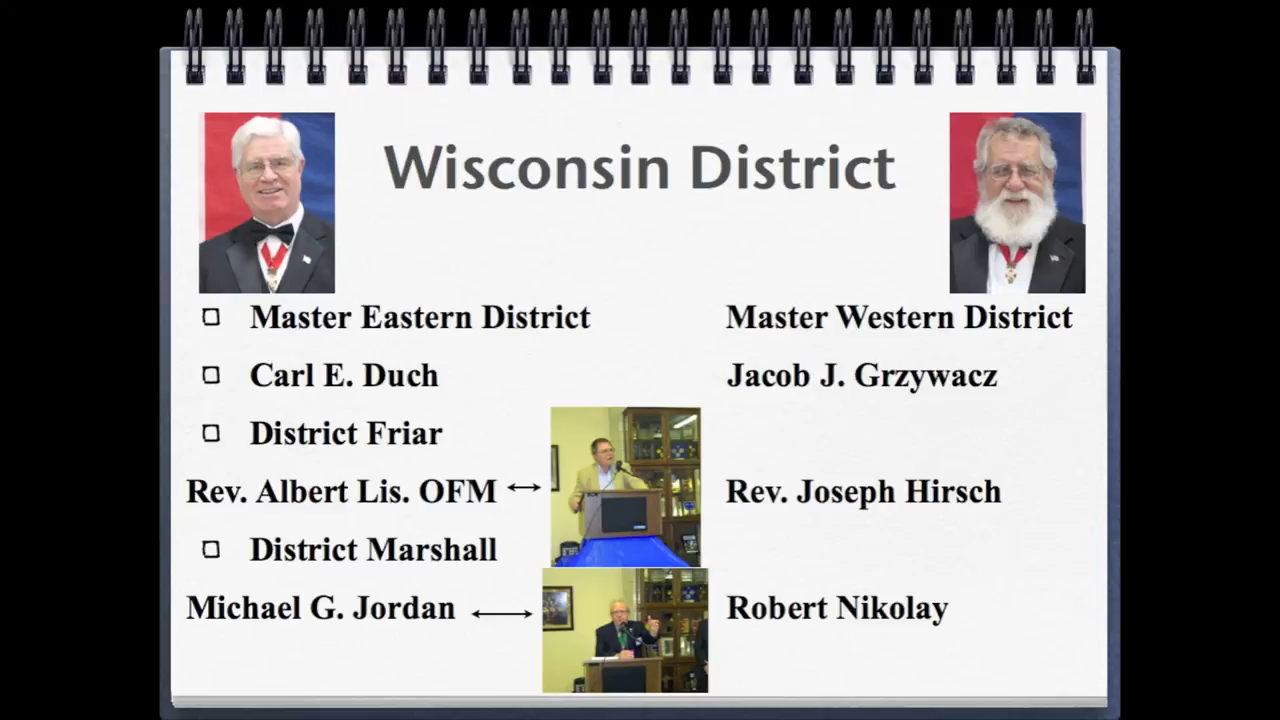 Wisconsin District
Master Eastern District Master Western District
Carl E. Duch Jacob J. Grzywacz
District Friar
Rev. Albert Lis. OFM Rev. Joseph Hirsch
District Marshall
Michael G. Jordan Robert Nikolay